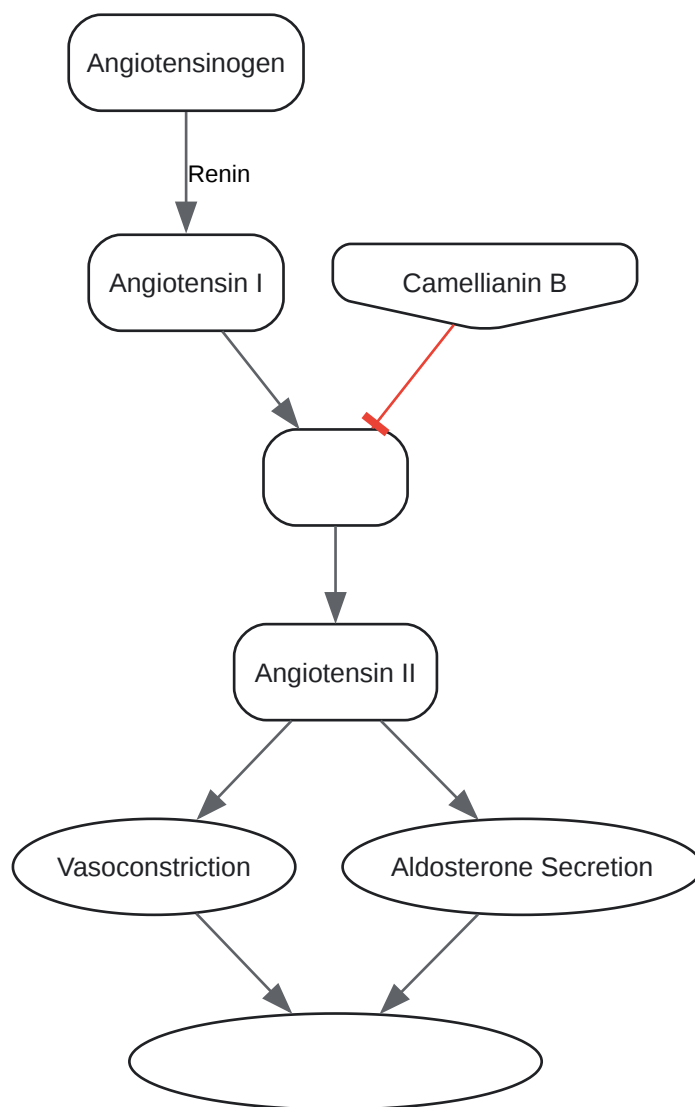 Angiotensinogen
Renin
Angiotensin I
Camellianin B
Angiotensin II
Vasoconstriction
Aldosterone Secretion